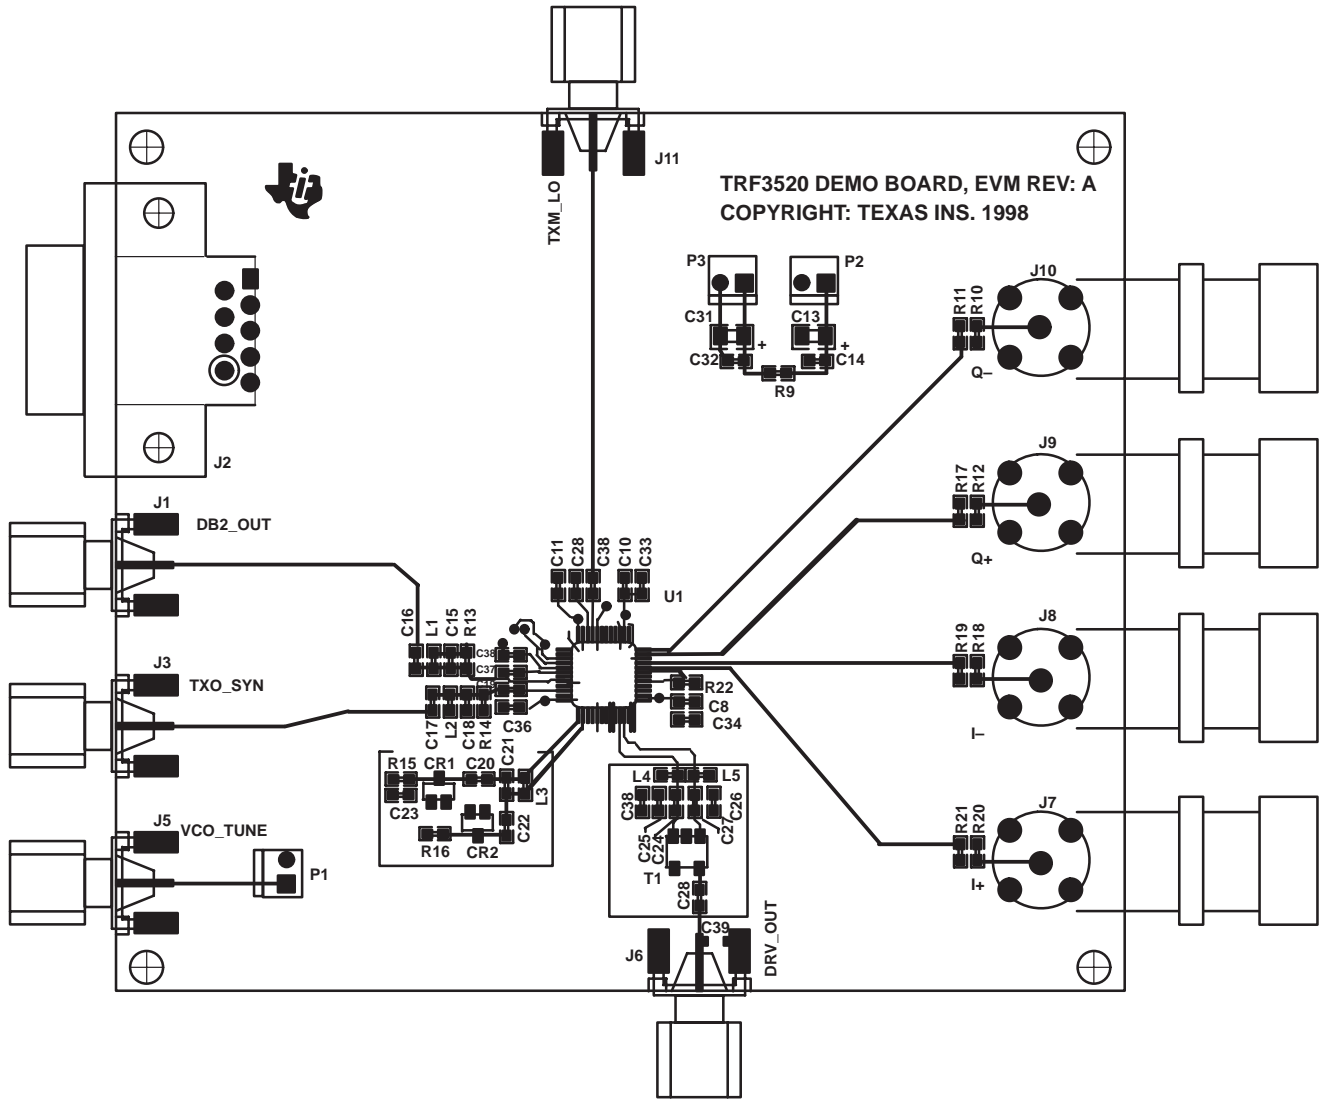 J11
TXM_LO
TRF3520 DEMO BOARD, EVM REV: A
COPYRIGHT: TEXAS INS. 1998
P3
P2
J10
R11
R10
C31
C13
+
+
C32
C14
R9
Q–
J2
J9
R17
R12
Q+
J1
DB2_OUT
C11
C28
C38
C10
C33
U1
C16
L1
C15
R13
C38
C37
J8
R19
R18
I–
J3
TXO_SYN
R22
C8
C34
C36
C17
L2
C18
R14
C21
R15
CR1
C20
L3
C23
C22
R16
CR2
L4
L5
C38
C26
C25
C24
C27
T1
C28
J7
R21
R20
I+
J5
VCO_TUNE
P1
C39
J6
DRV_OUT